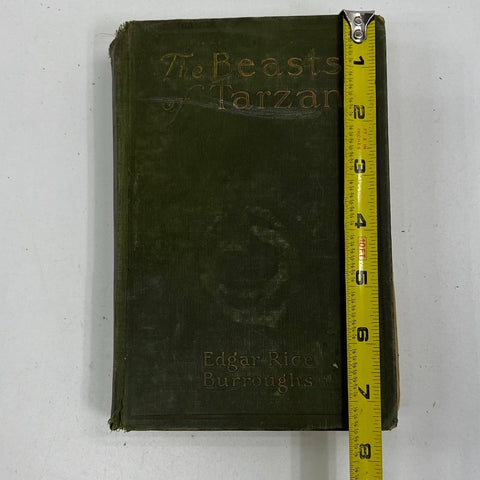 The Beasts
of Tarzan
Edgar Rice
Burroughs
1
2
3
4
5
6
7
8